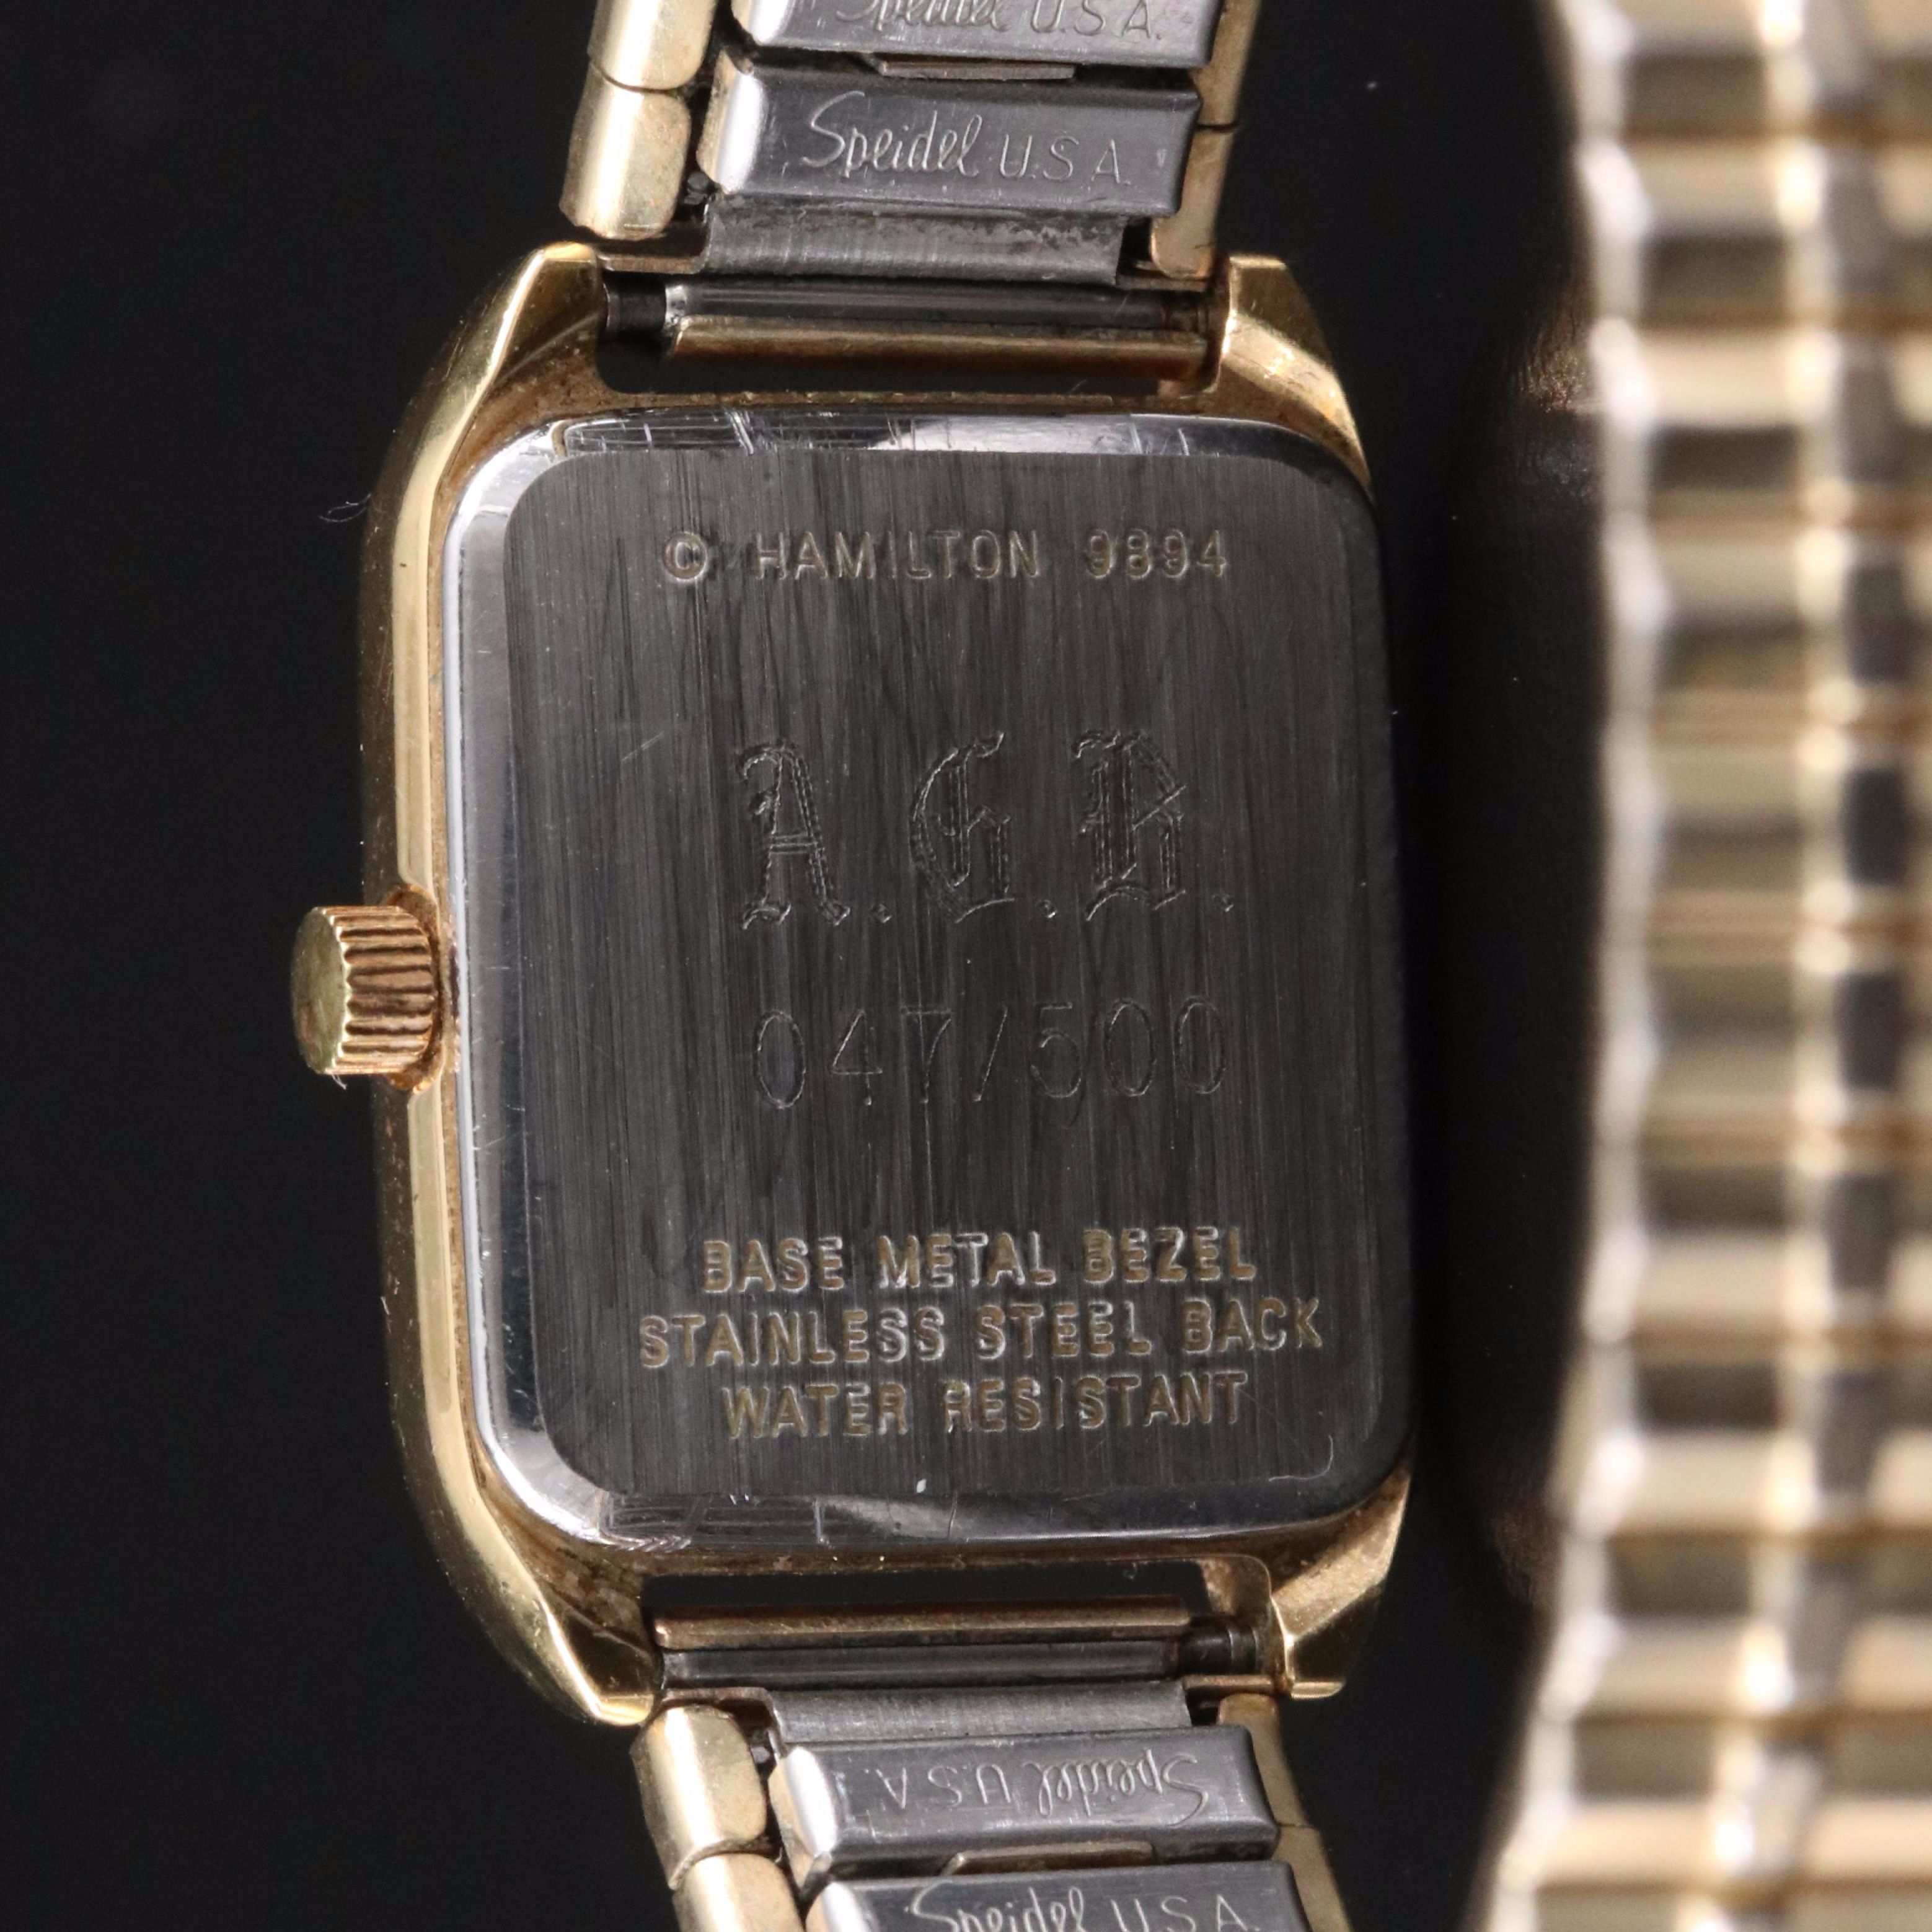 Speidel U.S.A.
Speidel U.S.A.
© HAMILTON 9894
A.G.B.
047/500
BASE METAL BEZEL
STAINLESS STEEL BACK
WATER RESISTANT
Speidel U.S.A.
Speidel U.S.A.